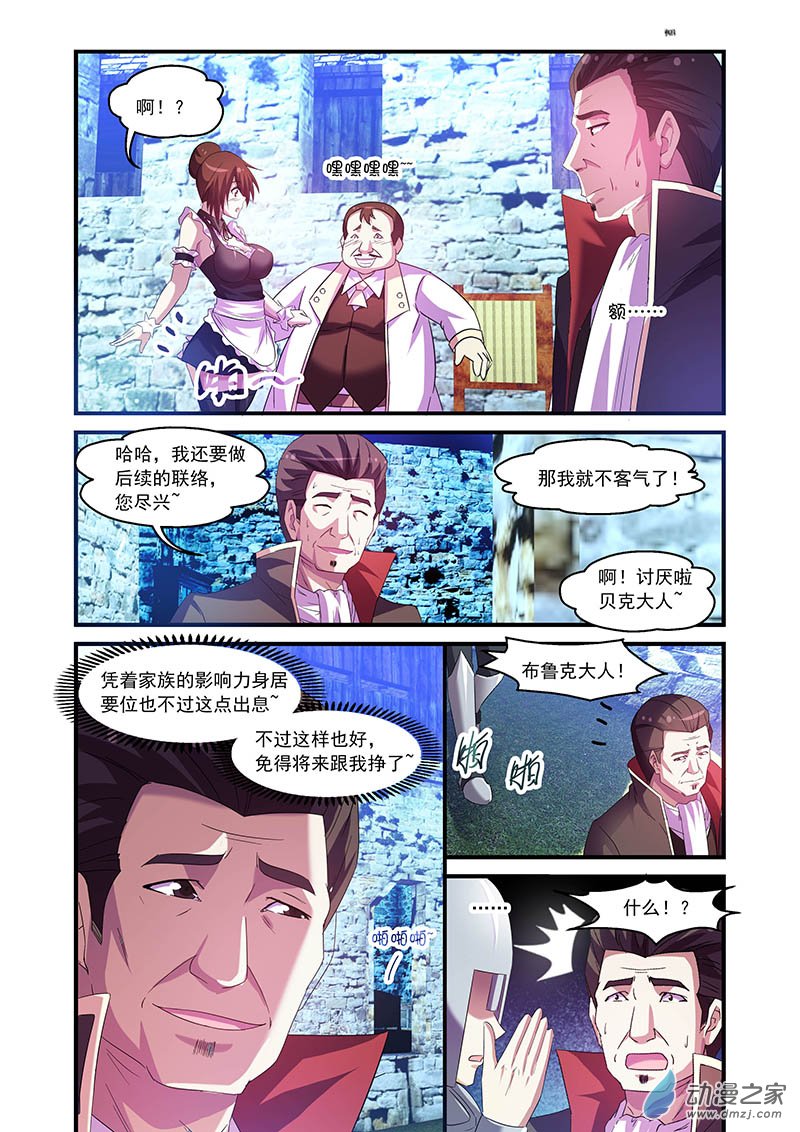 啊！？
嘿嘿嘿嘿~~
额……
啪~
哈哈，我还要做
后续的联络，
您尽兴~
那我就不客气了！
啊！讨厌啦
贝克大人~
凭着家族的影响力身居
要位也不过这点出息~
不过这样也好，
免得将来跟我挣了~
啪啪啪~
布鲁克大人！
啪
啪
……
什么！？
动漫之家
www.dmzj.com